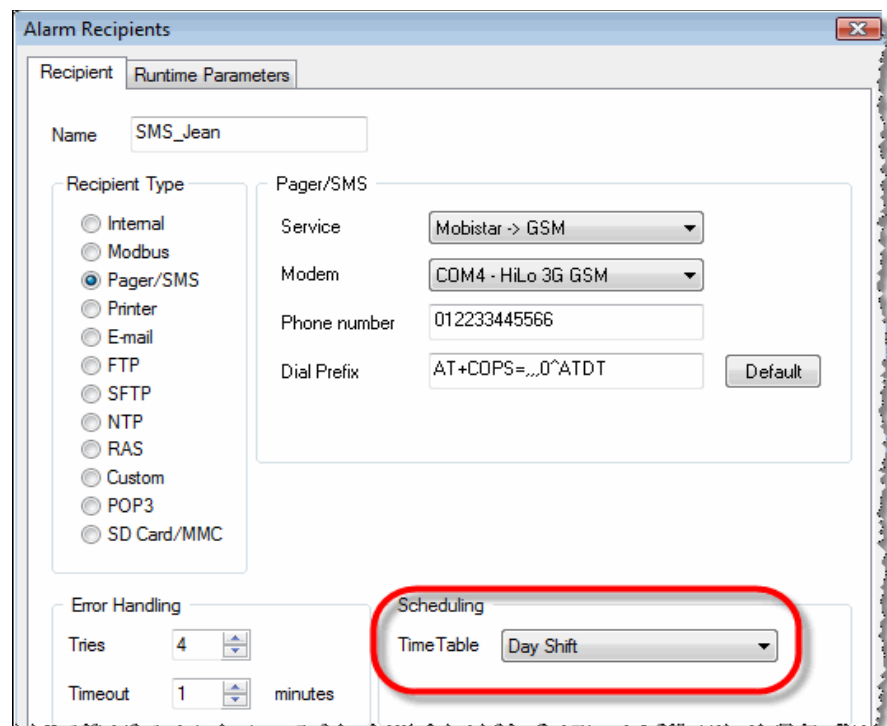 Alarm Recipients
Recipient
Runtime Parameters
Name
SMS_Jean
Recipient Type
Internal
Modbus
Pager/SMS
Printer
E-mail
FTP
SFTP
NTP
RAS
Custom
POP3
SD Card/MMC
Pager/SMS
Service
Mobistar -> GSM
Modem
COM4 - HiLo 3G GSM
Phone number
012233445566
Dial Prefix
AT+COPS=,,,0^ATDT
Default
Error Handling
Tries
4
Timeout
1
minutes
Scheduling
TimeTable
Day Shift